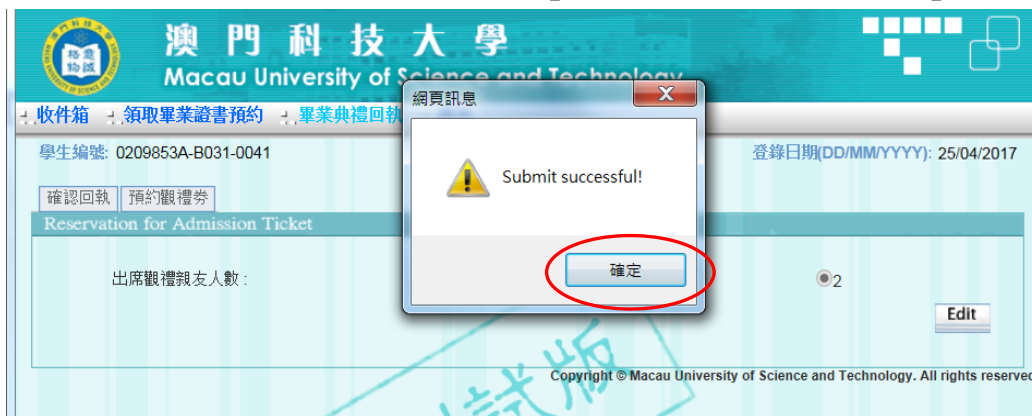 澳門科技大學
Macau University of Science and Technology
收件箱 領取畢業證書預約 畢業典禮回執
學生編號: 0209853A-B031-0041
登錄日期(DD/MM/YYYY): 25/04/2017
確認回執 預約觀禮券
Reservation for Admission Ticket
出席觀禮親友人數 :
2
Edit
網頁訊息
X
Submit successful!
確定
試版
Copyright © Macau University of Science and Technology. All rights reserved